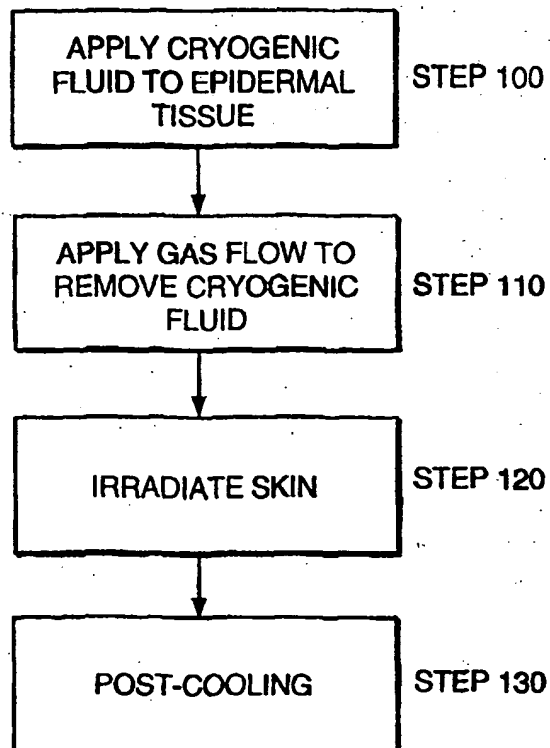 APPLY CRYOGENIC
FLUID TO EPIDERMAL
TISSUE
STEP 100
APPLY GAS FLOW TO
REMOVE CRYOGENIC
FLUID
STEP 110
IRRADIATE SKIN
STEP 120
POST-COOLING
STEP 130